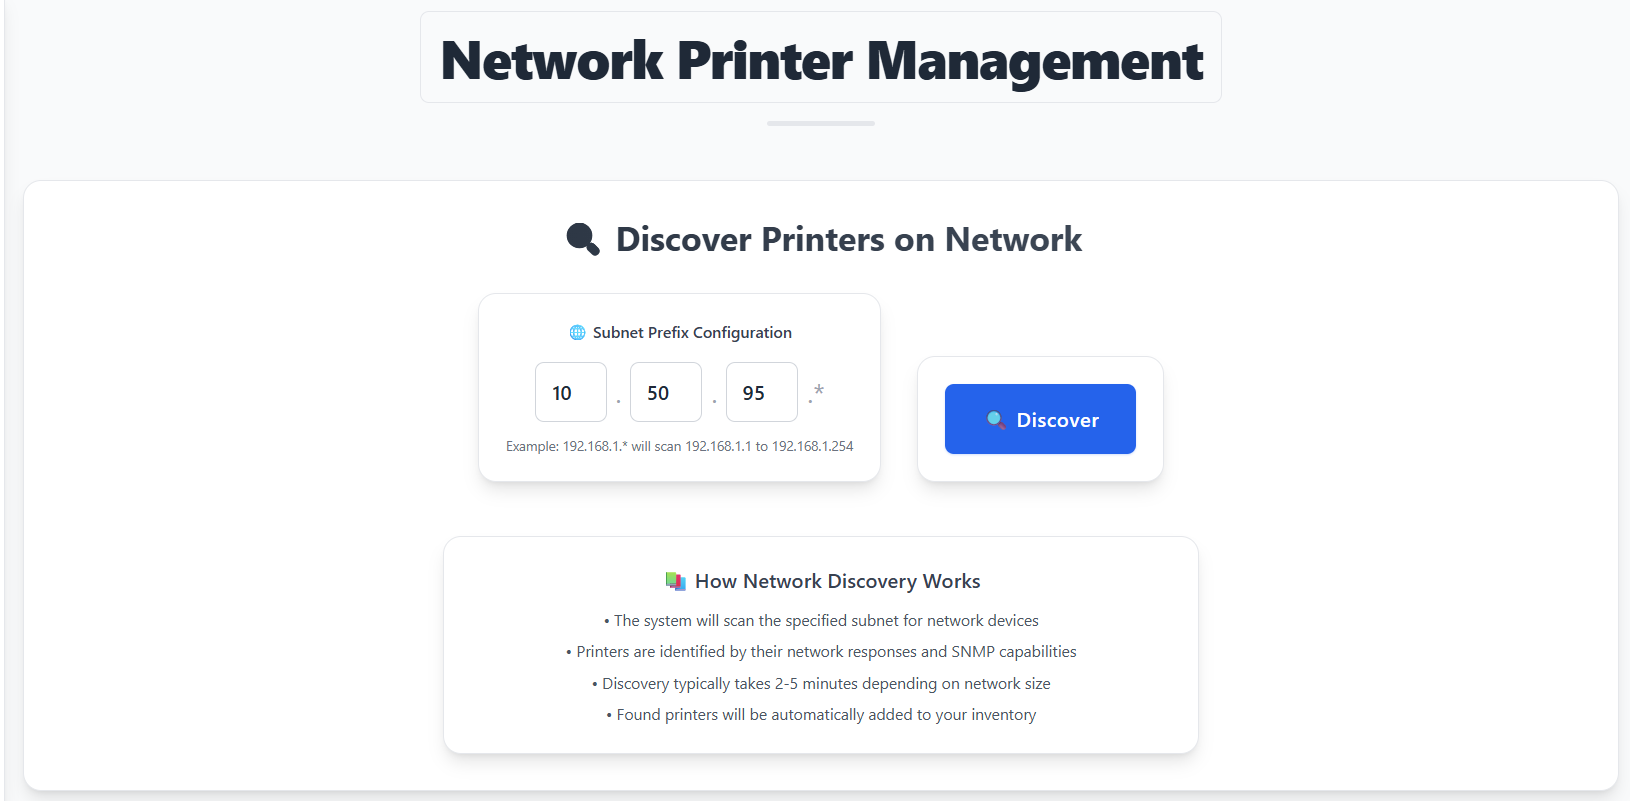 Network Printer Management
Discover Printers on Network
Subnet Prefix Configuration
10 . 50 . 95 .*
Example: 192.168.1.* will scan 192.168.1.1 to 192.168.1.254
Discover
How Network Discovery Works
• The system will scan the specified subnet for network devices
• Printers are identified by their network responses and SNMP capabilities
• Discovery typically takes 2-5 minutes depending on network size
• Found printers will be automatically added to your inventory